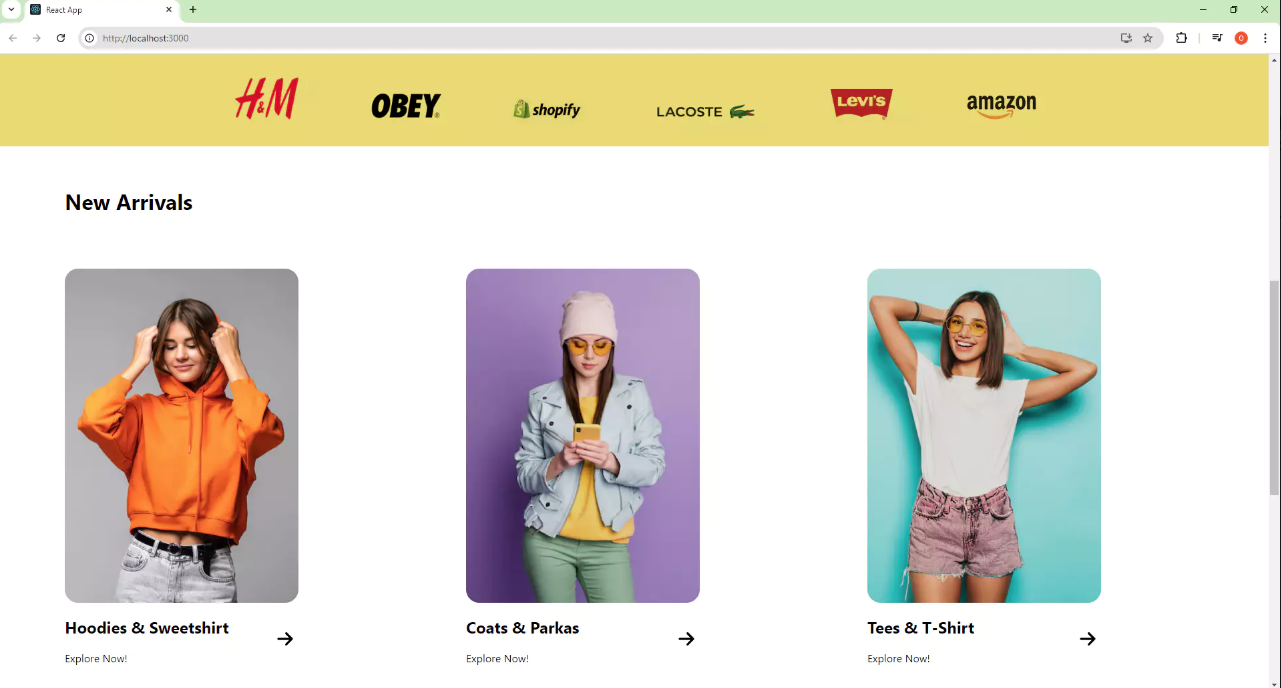 React App
http://localhost:3000
O
H&M
OBEY®
shopify
LACOSTE
LEVI'S
amazon
New Arrivals
Hoodies & Sweetshirt
Explore Now!
Coats & Parkas
Explore Now!
Tees & T-Shirt
Explore Now!